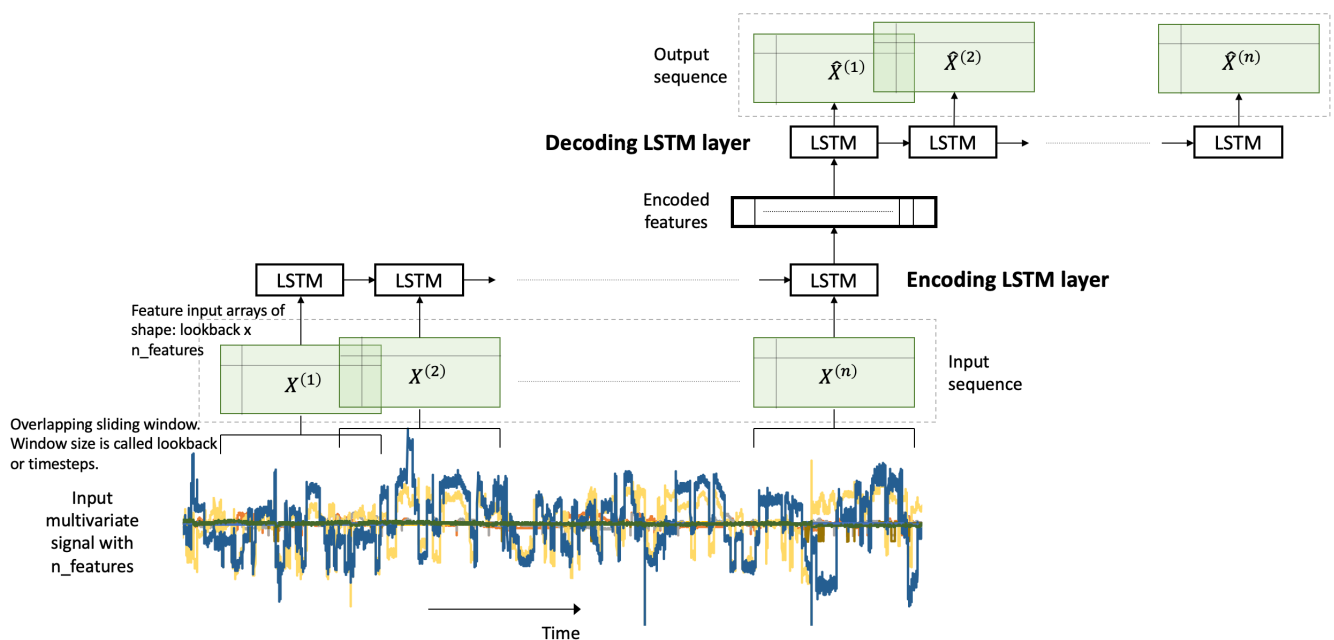 Output
sequence
X̂⁽¹⁾
X̂⁽²⁾
X̂⁽ⁿ⁾
Decoding LSTM layer
LSTM
LSTM
LSTM
Encoded
features
LSTM
LSTM
LSTM
Encoding LSTM layer
Feature input arrays of
shape: lookback x
n_features
X⁽¹⁾
X⁽²⁾
X⁽ⁿ⁾
Input
sequence
Overlapping sliding window.
Window size is called lookback
or timesteps.
Input
multivariate
signal with
n_features
Time